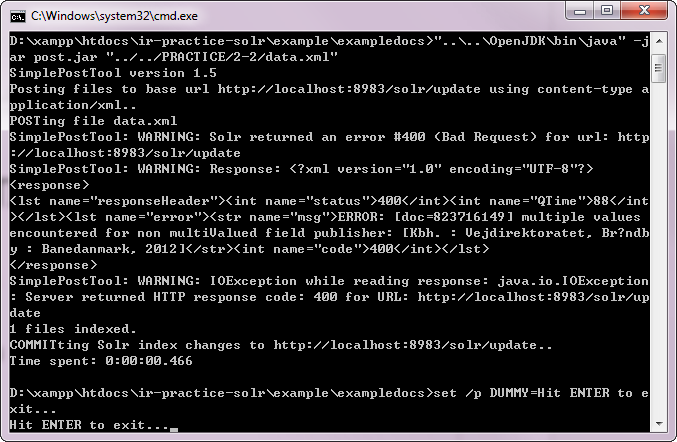 C:\Windows\system32\cmd.exe
D:\xampp\htdocs\ir-practice-solr\example\exampledocs>"..\..\OpenJDK\bin\java" -j
ar post.jar "../../PRACTICE/2-2/data.xml"
SimplePostTool version 1.5
Posting files to base url http://localhost:8983/solr/update using content-type a
pplication/xml..
POSTing file data.xml
SimplePostTool: WARNING: Solr returned an error #400 (Bad Request) for url: http
://localhost:8983/solr/update
SimplePostTool: WARNING: Response: <?xml version="1.0" encoding="UTF-8"?>
<response>
<lst name="responseHeader"><int name="status">400</int><int name="QTime">88</int
></lst><lst name="error"><str name="msg">ERROR: [doc=823716149] multiple values
encountered for non multiValued field publisher: [Kbh. : Vejdirektoratet, Br?ndb
y : Banedanmark, 2012]</str><int name="code">400</int></lst>
</response>
SimplePostTool: WARNING: IOException while reading response: java.io.IOException
: Server returned HTTP response code: 400 for URL: http://localhost:8983/solr/up
date
1 files indexed.
COMMITting Solr index changes to http://localhost:8983/solr/update..
Time spent: 0:00:00.466
D:\xampp\htdocs\ir-practice-solr\example\exampledocs>set /p DUMMY=Hit ENTER to e
xit...
Hit ENTER to exit...